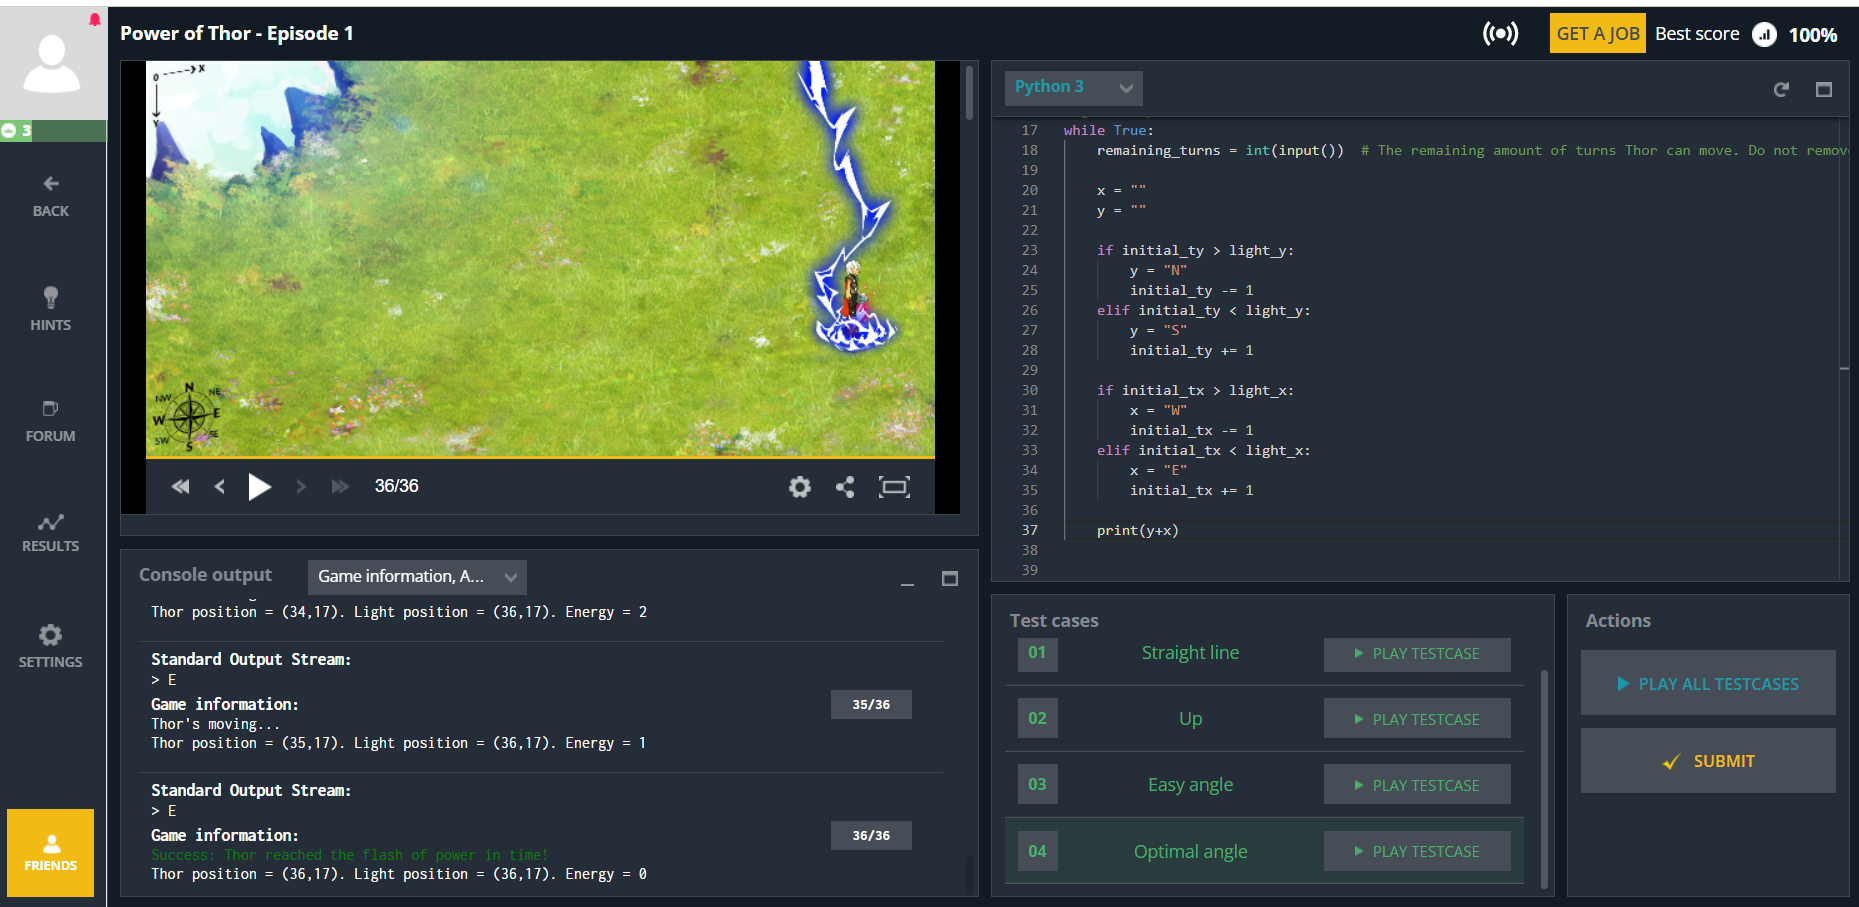 Power of Thor - Episode 1
GET A JOB
Best score
100%
3
BACK
HINTS
FORUM
RESULTS
SETTINGS
FRIENDS
0
X
Y
N
NE
E
SE
S
SW
W
NW
36/36
Console output
Game information, A...
Thor position = (34,17). Light position = (36,17). Energy = 2
Standard Output Stream:
> E
Game information:
35/36
Thor's moving...
Thor position = (35,17). Light position = (36,17). Energy = 1
Standard Output Stream:
> E
Game information:
36/36
Success: Thor reached the flash of power in time!
Thor position = (36,17). Light position = (36,17). Energy = 0
Python 3
17 while True:
18     remaining_turns = int(input())  # The remaining amount of turns Thor can move. Do not remov
19
20     x = ""
21     y = ""
22
23     if initial_ty > light_y:
24         y = "N"
25         initial_ty -= 1
26     elif initial_ty < light_y:
27         y = "S"
28         initial_ty += 1
29
30     if initial_tx > light_x:
31         x = "W"
32         initial_tx -= 1
33     elif initial_tx < light_x:
34         x = "E"
35         initial_tx += 1
36
37     print(y+x)
38
39
Test cases
01 Straight line PLAY TESTCASE
02 Up PLAY TESTCASE
03 Easy angle PLAY TESTCASE
04 Optimal angle PLAY TESTCASE
Actions
PLAY ALL TESTCASES
SUBMIT